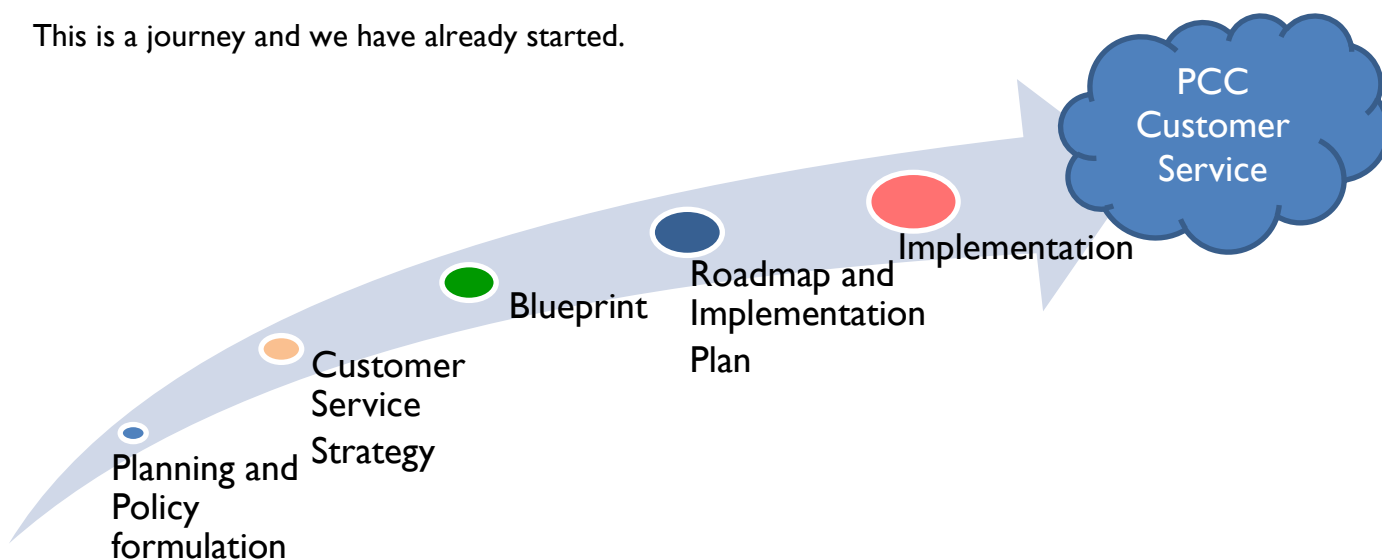 This is a journey and we have already started.
PCC
Customer
Service
Implementation
Roadmap and
Implementation
Plan
Blueprint
Customer
Service
Strategy
Planning and
Policy
formulation